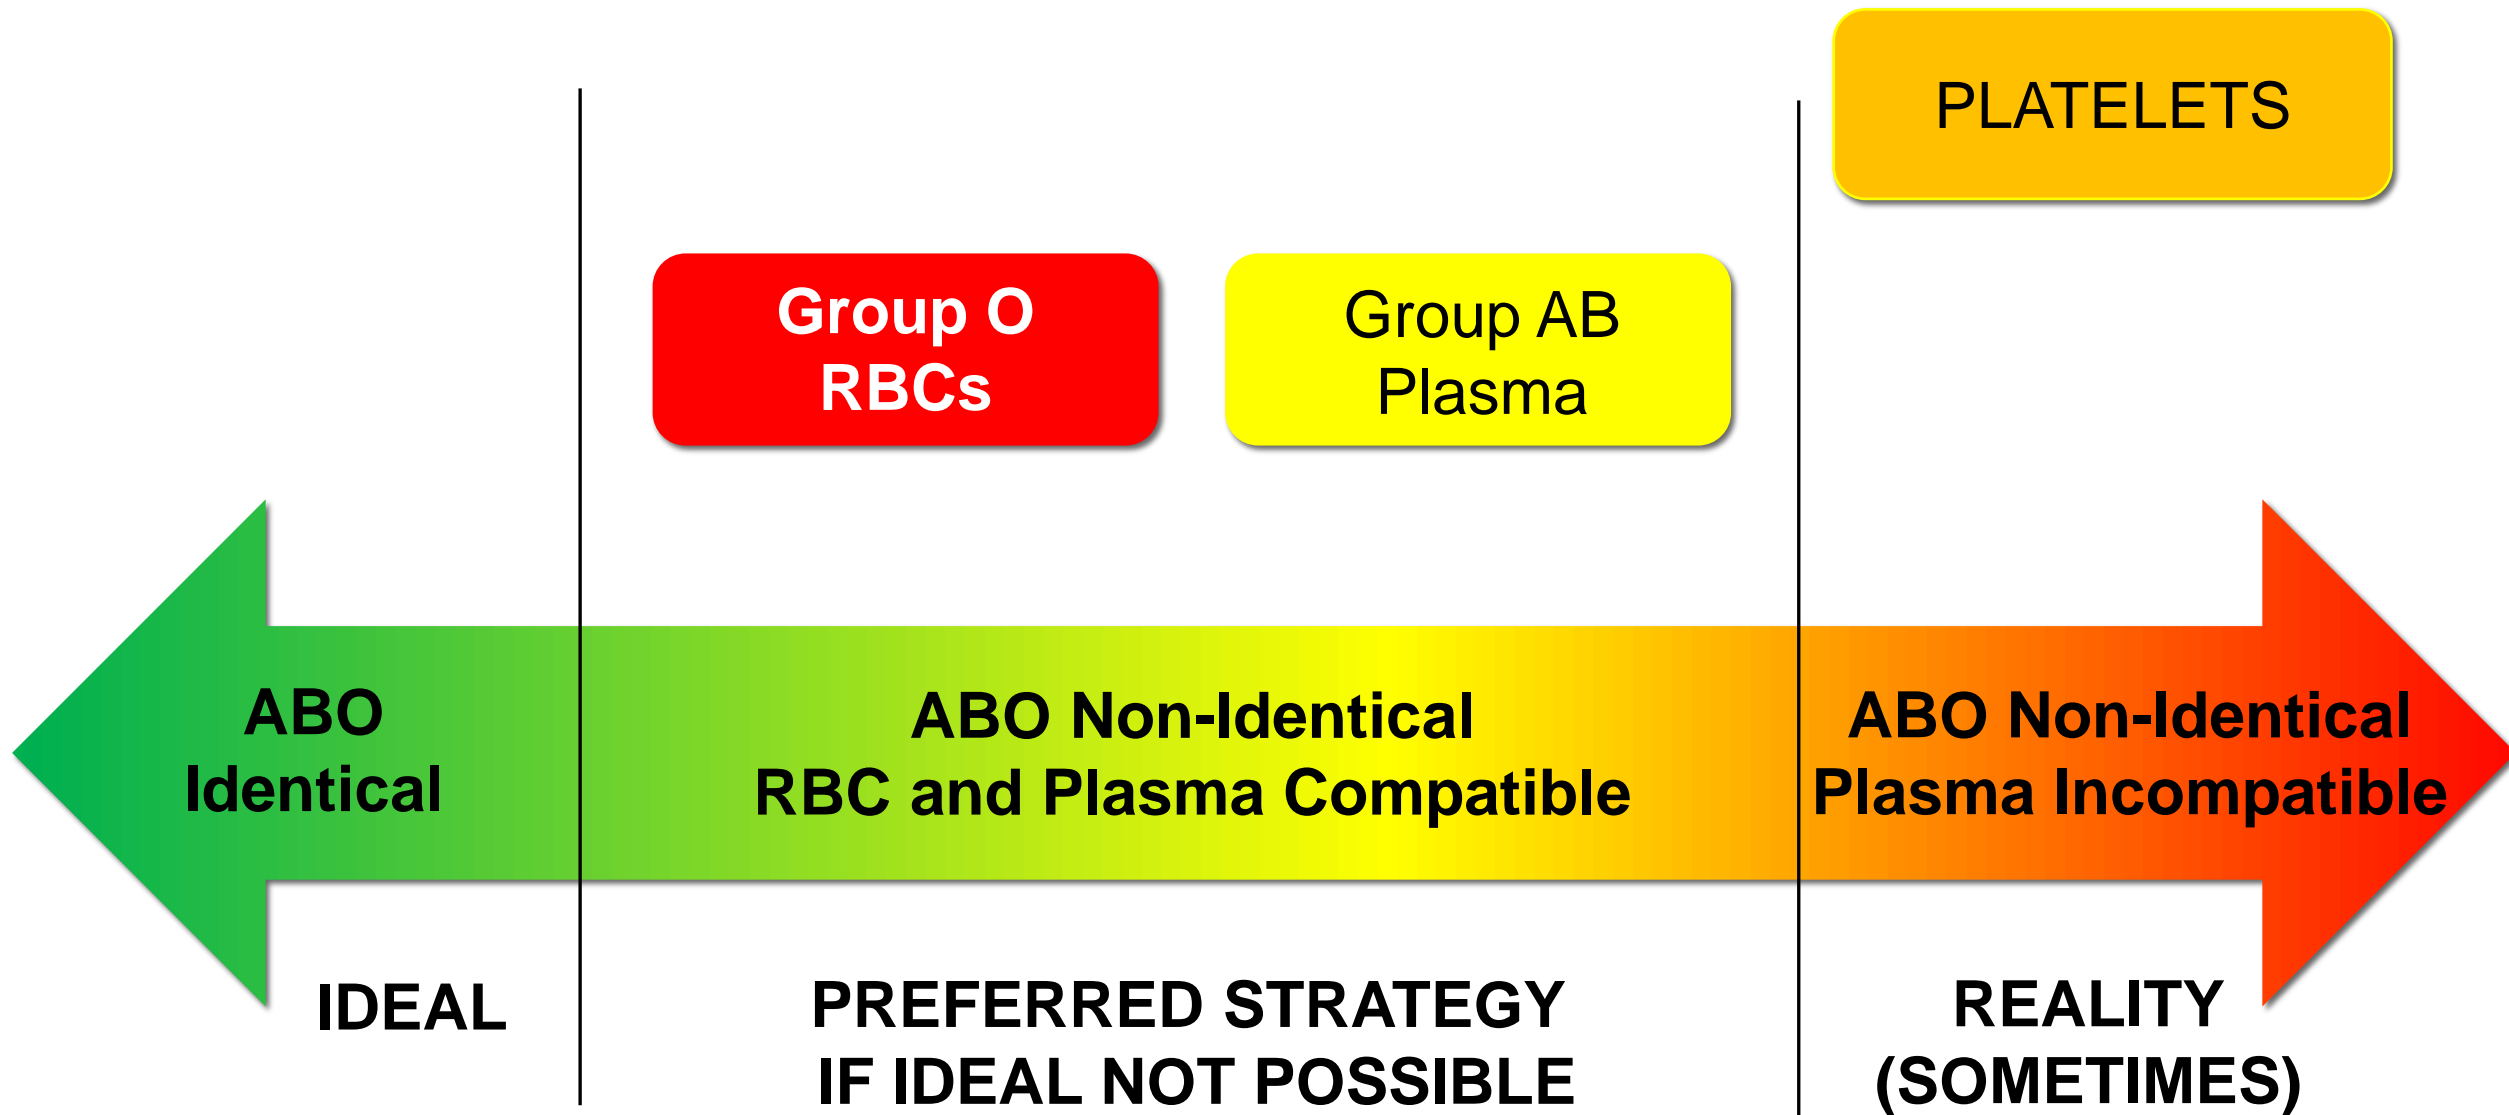 PLATELETS
Group O
RBCs
Group AB
Plasma
ABO
Identical
ABO Non-Identical
RBC and Plasma Compatible
ABO Non-Identical
Plasma Incompatible
IDEAL
PREFERRED STRATEGY
IF IDEAL NOT POSSIBLE
REALITY
(SOMETIMES)